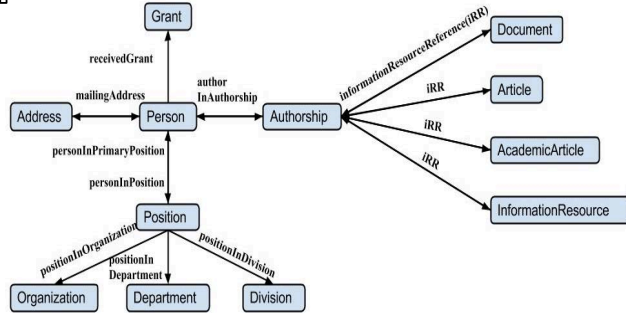 Grant
Document
informationResourceReference(iRR)
receivedGrant
author
InAuthorship
mailingAddress
iRR
Article
Address
Person
Authorship
iRR
AcademicArticle
personInPrimaryPosition
iRR
personInPosition
InformationResource
Position
positionInOrganization
positionIn
Department
positionInDivision
Organization
Department
Division